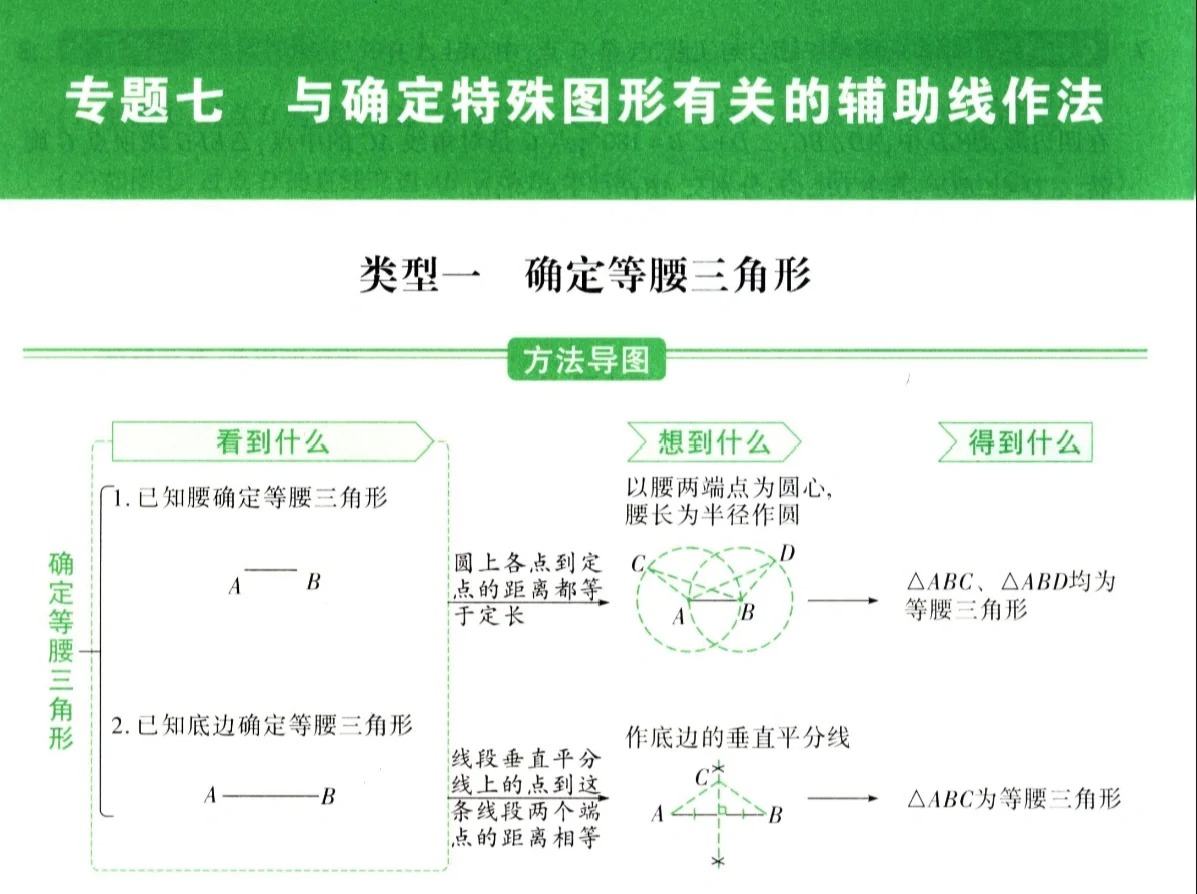 专题七 与确定特殊图形有关的辅助线作法
类型一 确定等腰三角形
方法导图
看到什么
想到什么
得到什么
确定等腰三角形
1. 已知腰确定等腰三角形
A B
圆上各点到定
点的距离都等
于定长
以腰两端点为圆心,
腰长为半径作圆
C D
A B
△ABC、△ABD均为
等腰三角形
2. 已知底边确定等腰三角形
A B
线段垂直平分
线上的点到这
条线段两个端
点的距离相等
作底边的垂直平分线
C
A B
△ABC为等腰三角形